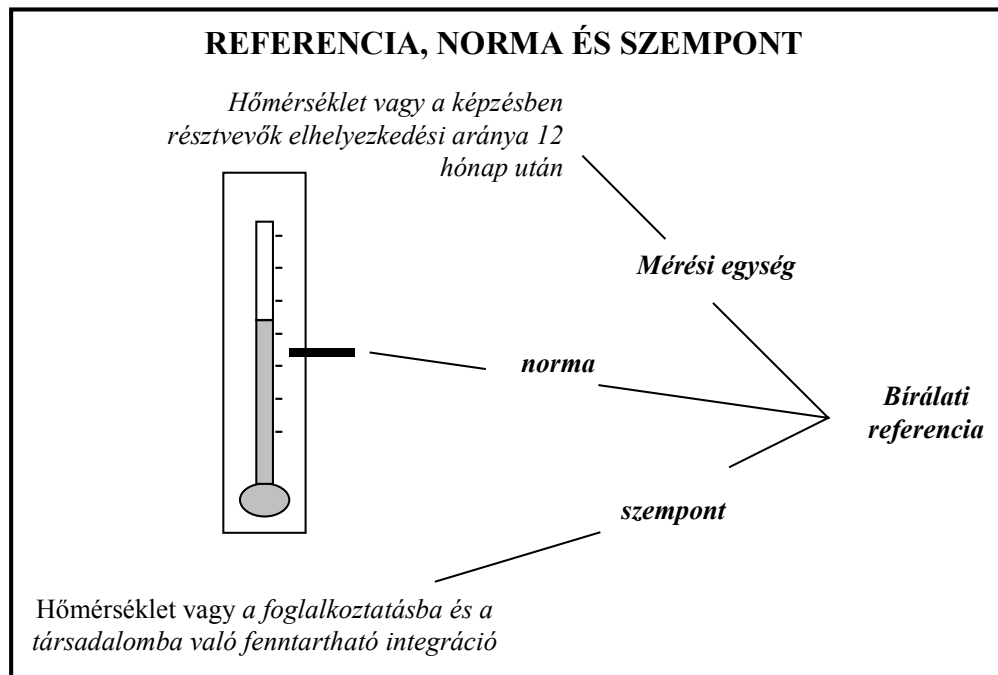 REFERENCIA, NORMA ÉS SZEMPONT
Hőmérséklet vagy a képzésben
résztvevők elhelyezkedési aránya 12
hónap után
Mérési egység
norma
Bírálati
referencia
szempont
Hőmérséklet vagy a foglalkoztatásba és a
társadalomba való fenntartható integráció